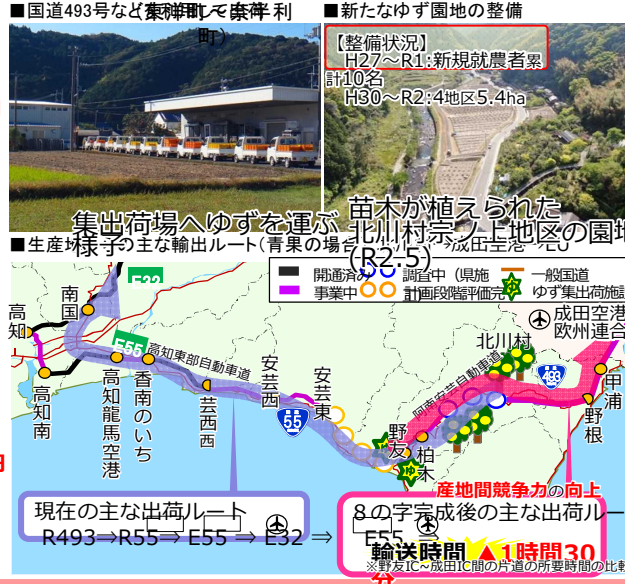 ■国道493号など
町)
■新たなゆず園地の整備
【整備状況】
H27~R1:新規就農者累
計10名
H30~R2:4地区5.4ha
集出荷場へゆずを運ぶ
様子
苗木が植えられた
北川村宗ノ上地区の園地
(R2.5)
の主な輸出ルート(青果の場合
成田空港
開通済み
調査中(県施
一般国道
事業中
計画段階評価完
ゆず集出荷施設
成田空港
欧州連合
E32
南国
高知
高知南
E55
高知東部自動車道
高知龍馬空港
香南のいち
芸西西
安芸西
安芸東
55
阿南安芸自動車道
北川村
493
甲浦
野根
野友
柏木
ゆ
ゆ
産地間競争力の向上
現在の主な出荷ルート
R493⇒R55⇒ E55 ⇒ E32 ⇒
8の字完成後の主な出荷ルー
E55 ⇒
輸送時間 ▲1時間30
分
※野友IC~成田IC間の片道の所要時間の比較